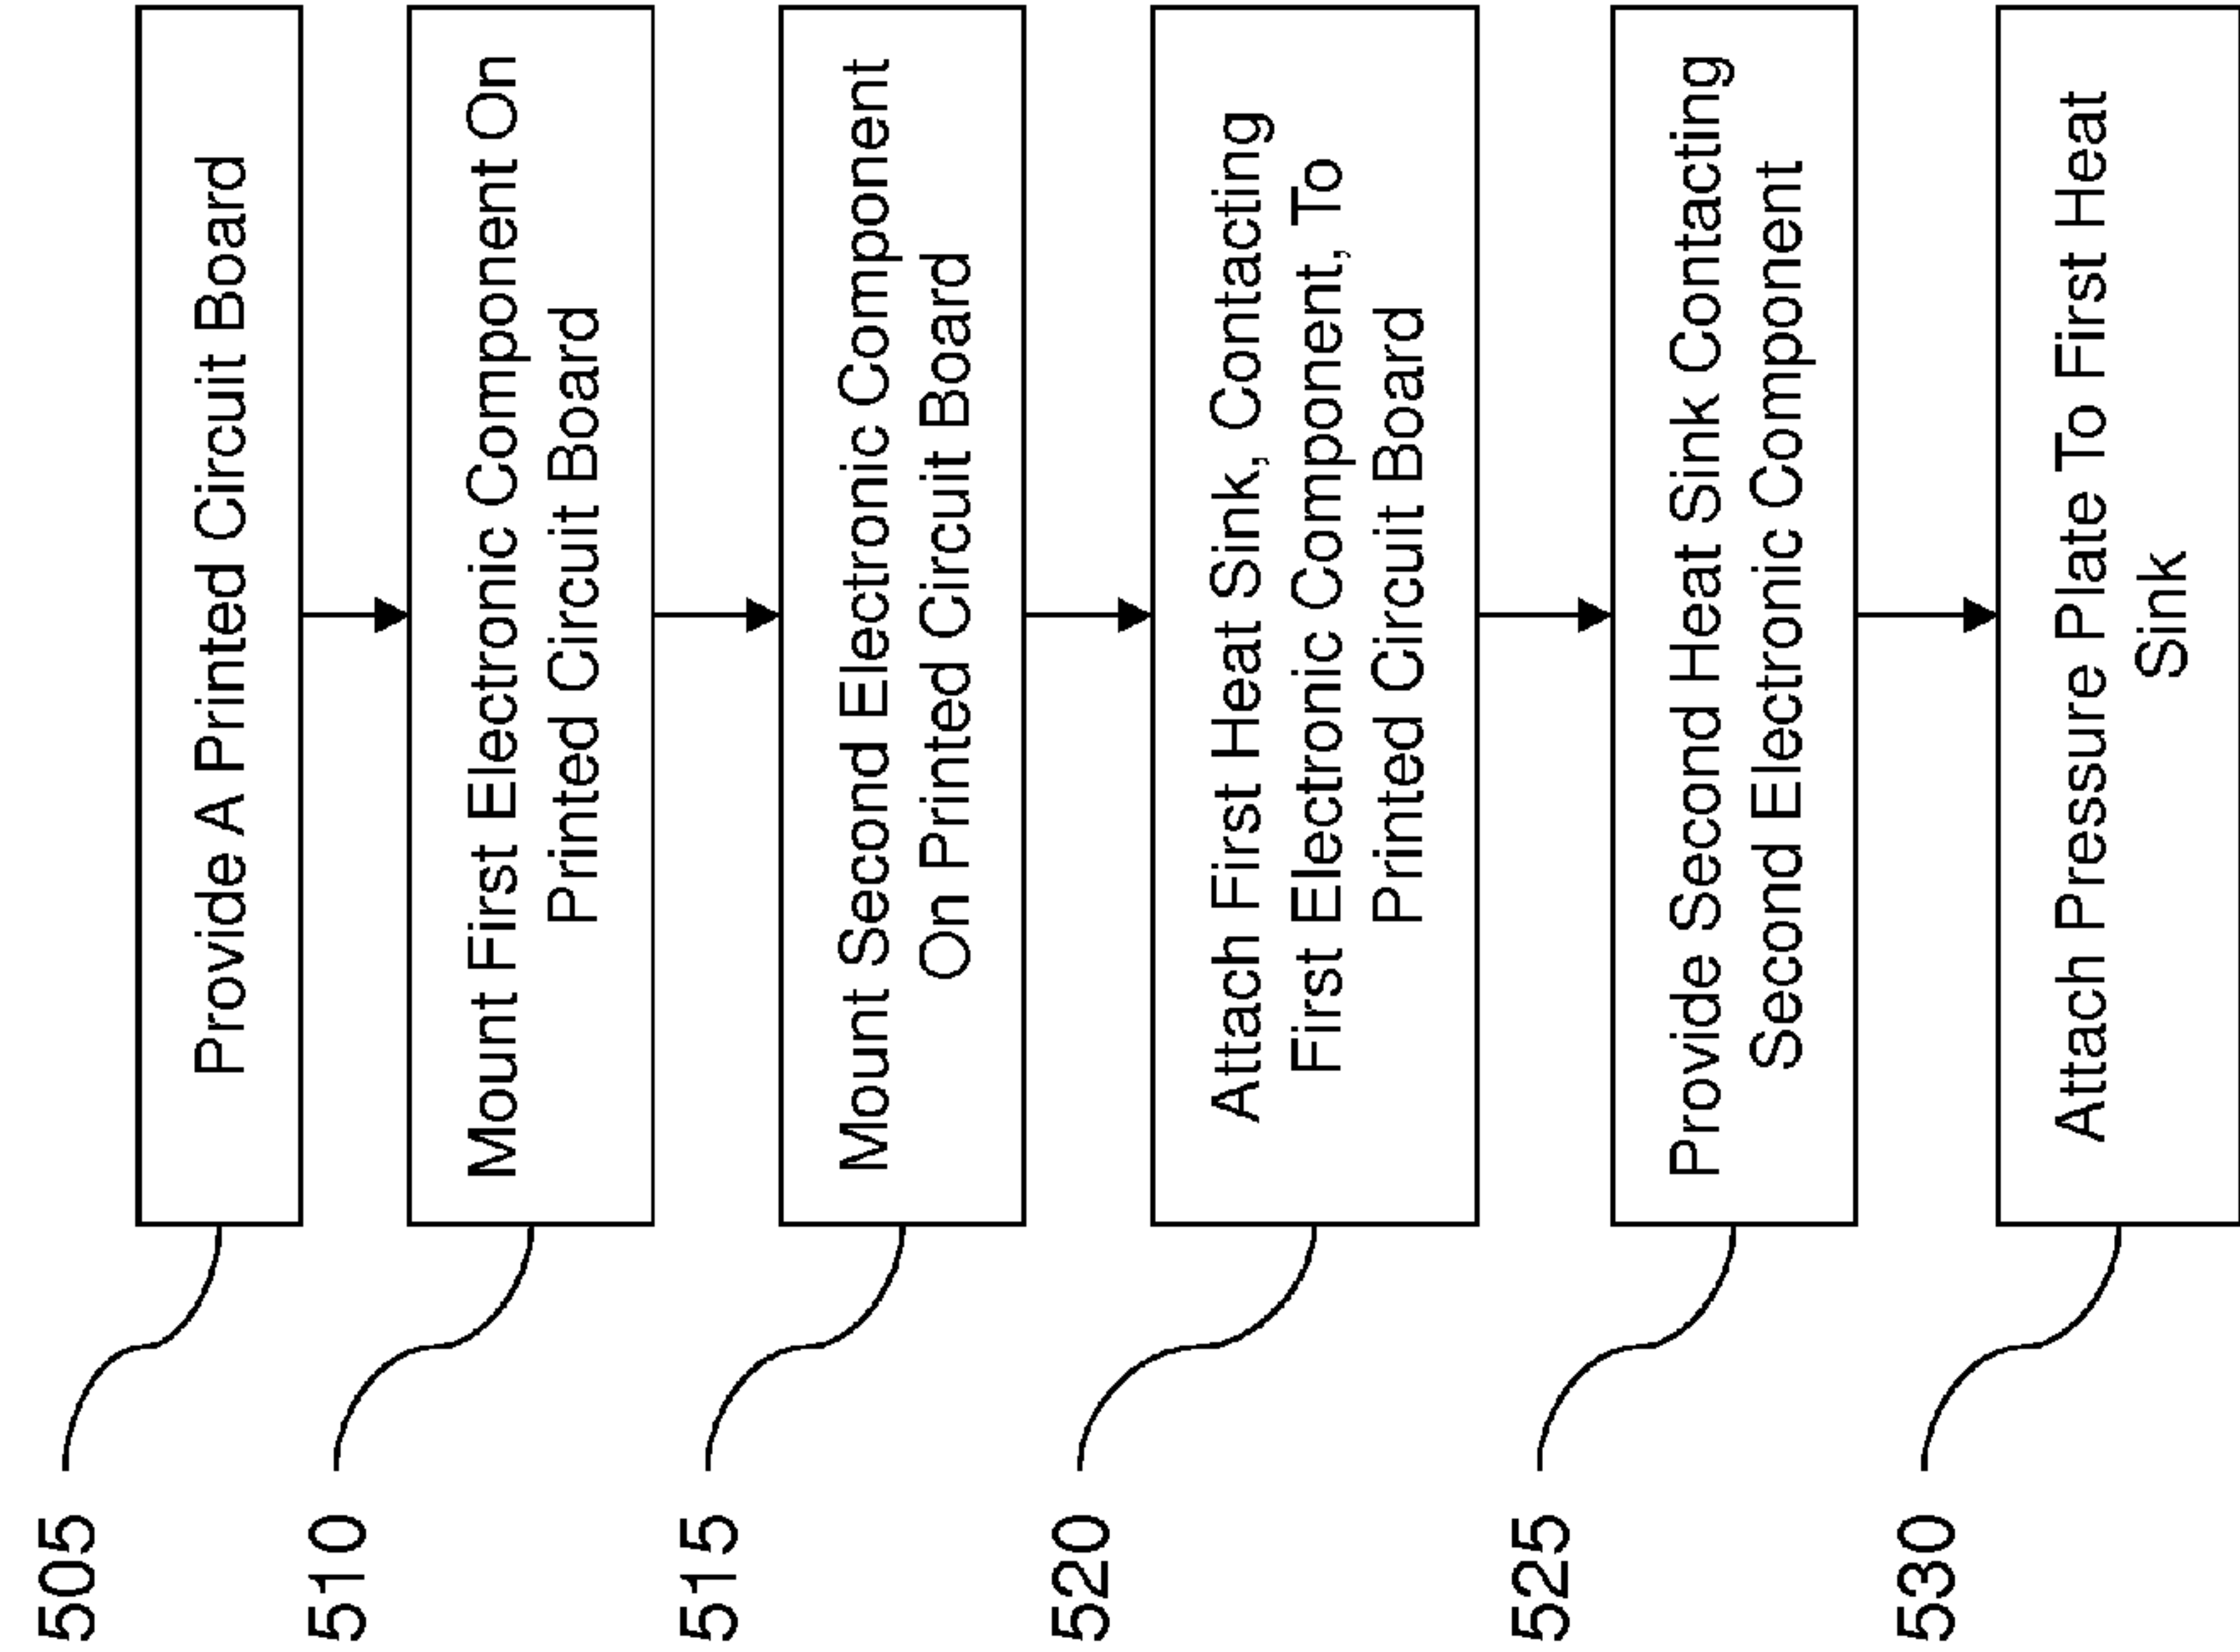 505
Provide A Printed Circuit Board
510
Mount First Electronic Component On
Printed Circuit Board
515
Mount Second Electronic Component
On Printed Circuit Board
520
Attach First Heat Sink, Contacting
First Electronic Component, To
Printed Circuit Board
525
Provide Second Heat Sink Contacting
Second Electronic Component
530
Attach Pressure Plate To First Heat
Sink